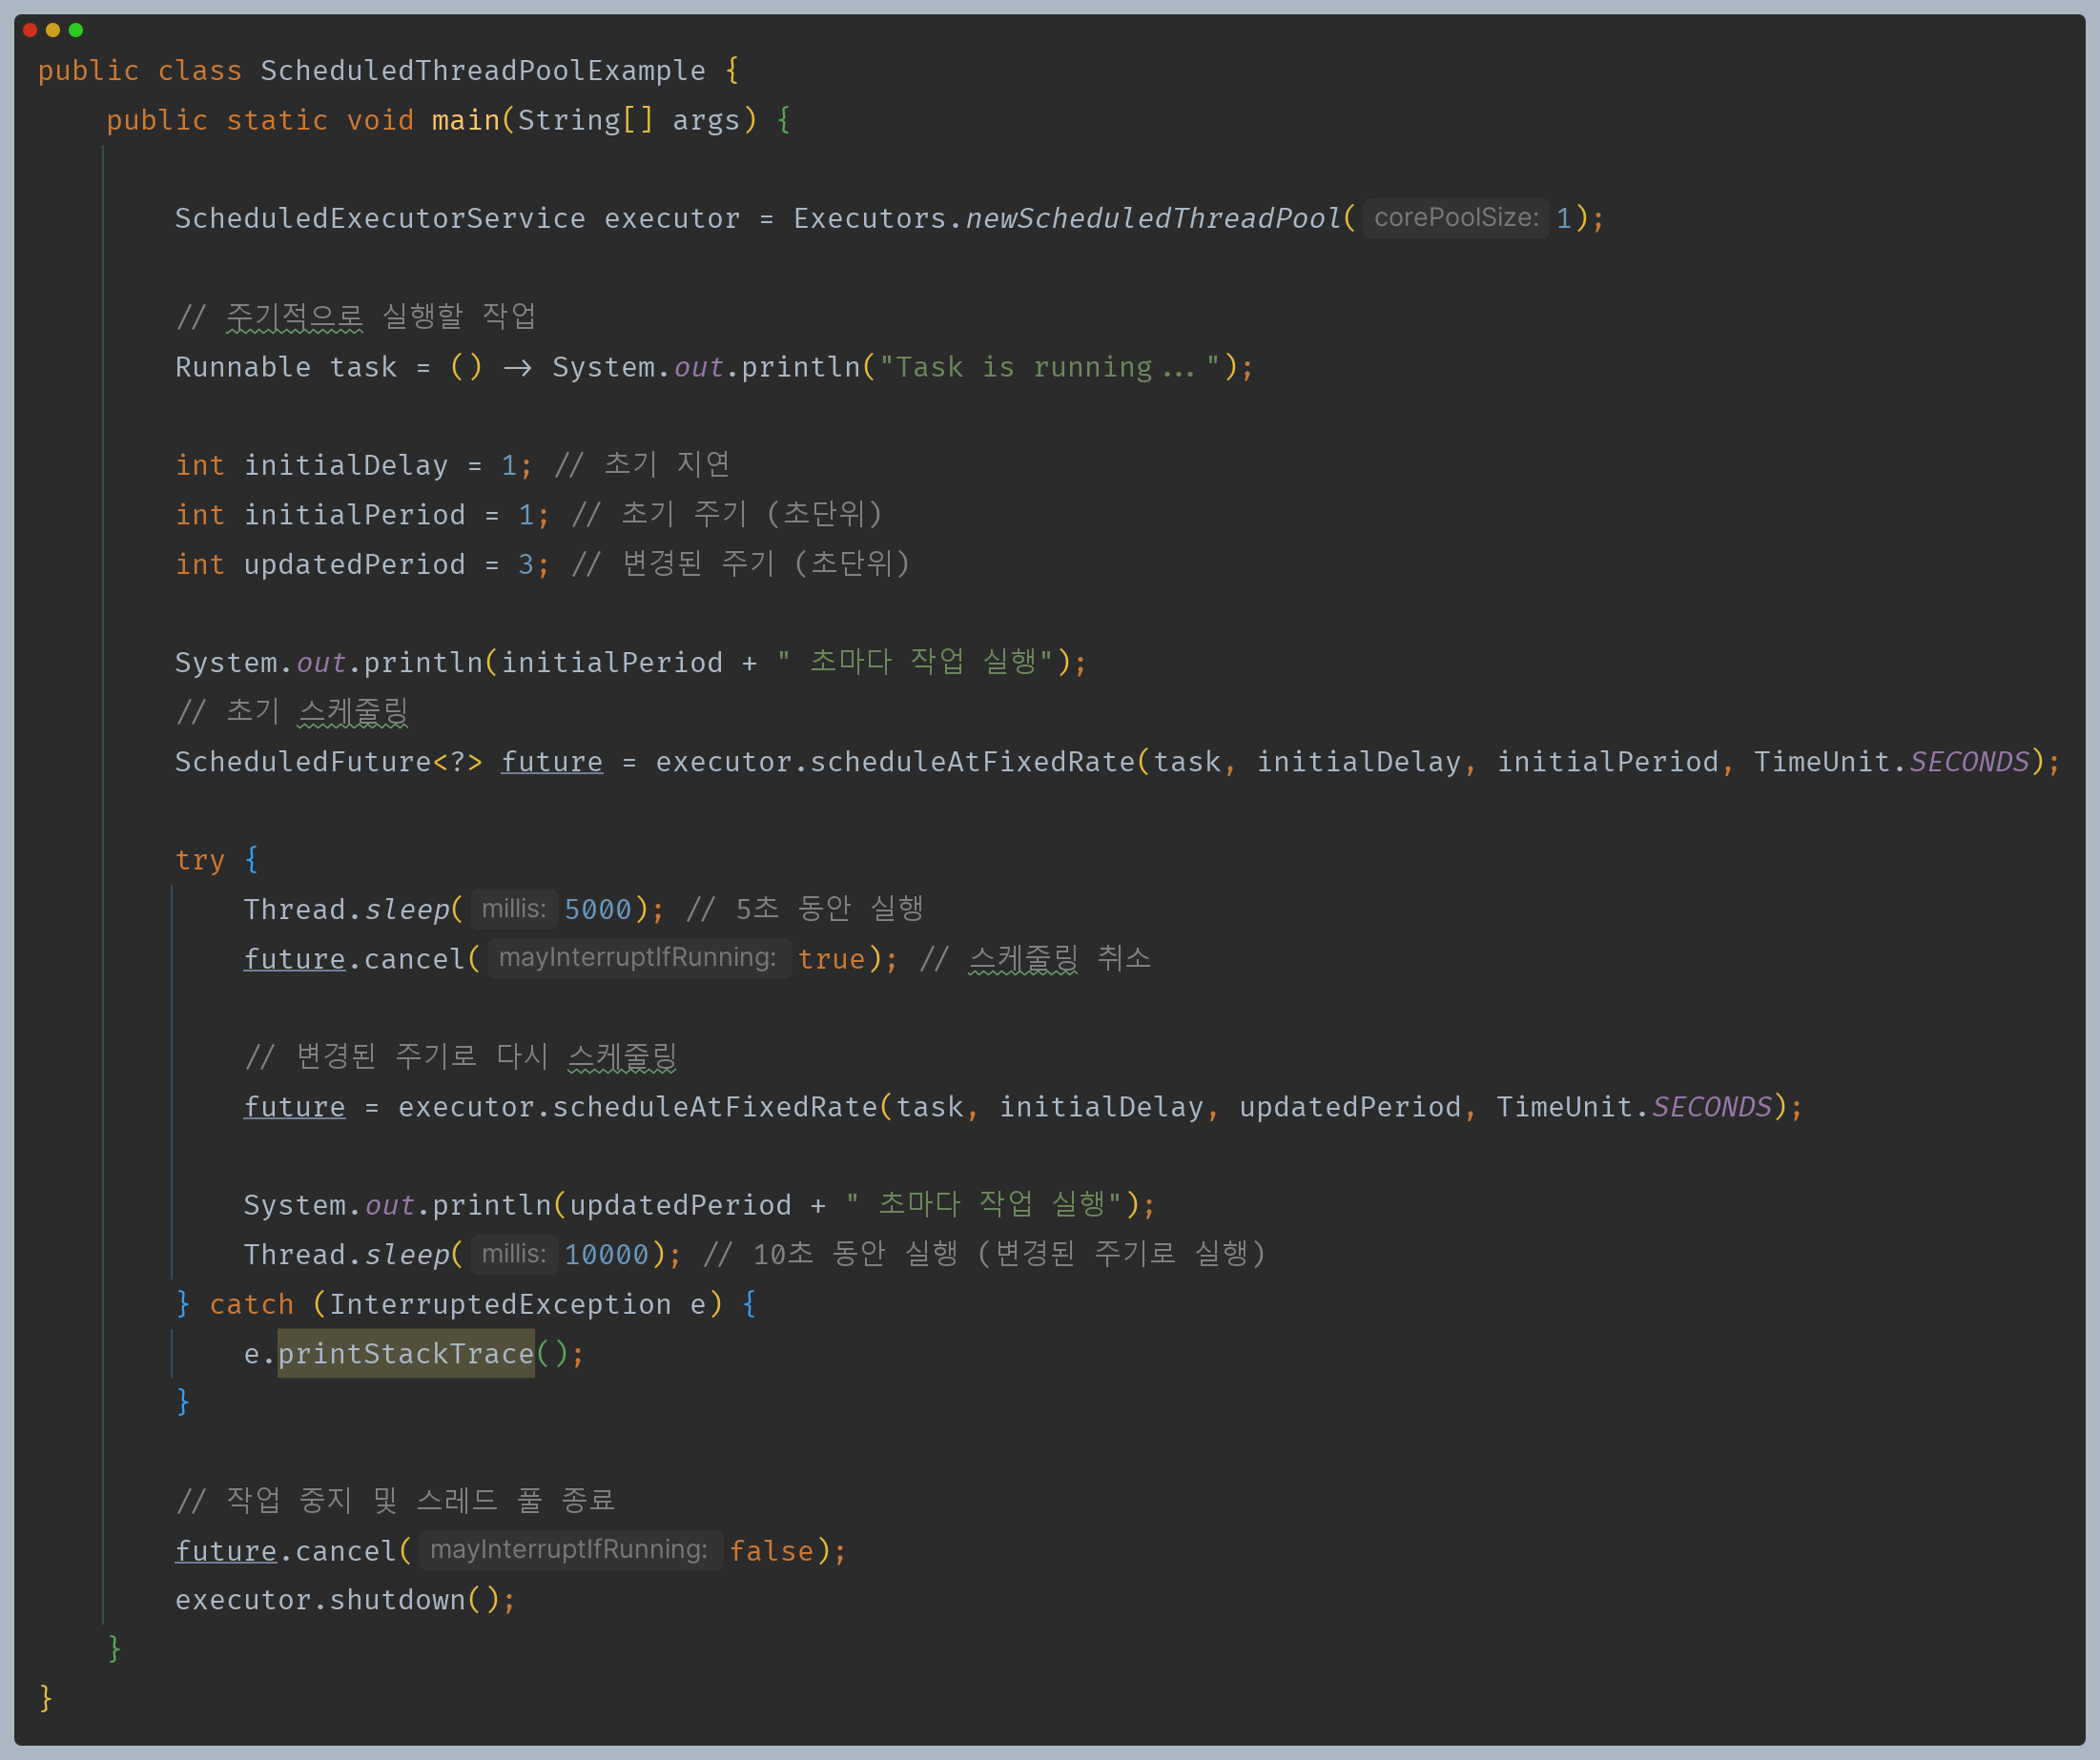 public class ScheduledThreadPoolExample {
public static void main(String[] args) {
ScheduledExecutorService executor = Executors.newScheduledThreadPool( corePoolSize: 1);
// 주기적으로 실행할 작업
Runnable task = () -> System.out.println("Task is running...");
int initialDelay = 1; // 초기 지연
int initialPeriod = 1; // 초기 주기 (초단위)
int updatedPeriod = 3; // 변경된 주기 (초단위)
System.out.println(initialPeriod + " 초마다 작업 실행");
// 초기 스케줄링
ScheduledFuture<?> future = executor.scheduleAtFixedRate(task, initialDelay, initialPeriod, TimeUnit.SECONDS);
try {
Thread.sleep( millis: 5000); // 5초 동안 실행
future.cancel( mayInterruptIfRunning: true); // 스케줄링 취소
// 변경된 주기로 다시 스케줄링
future = executor.scheduleAtFixedRate(task, initialDelay, updatedPeriod, TimeUnit.SECONDS);
System.out.println(updatedPeriod + " 초마다 작업 실행");
Thread.sleep( millis: 10000); // 10초 동안 실행 (변경된 주기로 실행)
} catch (InterruptedException e) {
e.printStackTrace();
}
// 작업 중지 및 스레드 풀 종료
future.cancel( mayInterruptIfRunning: false);
executor.shutdown();
}
}